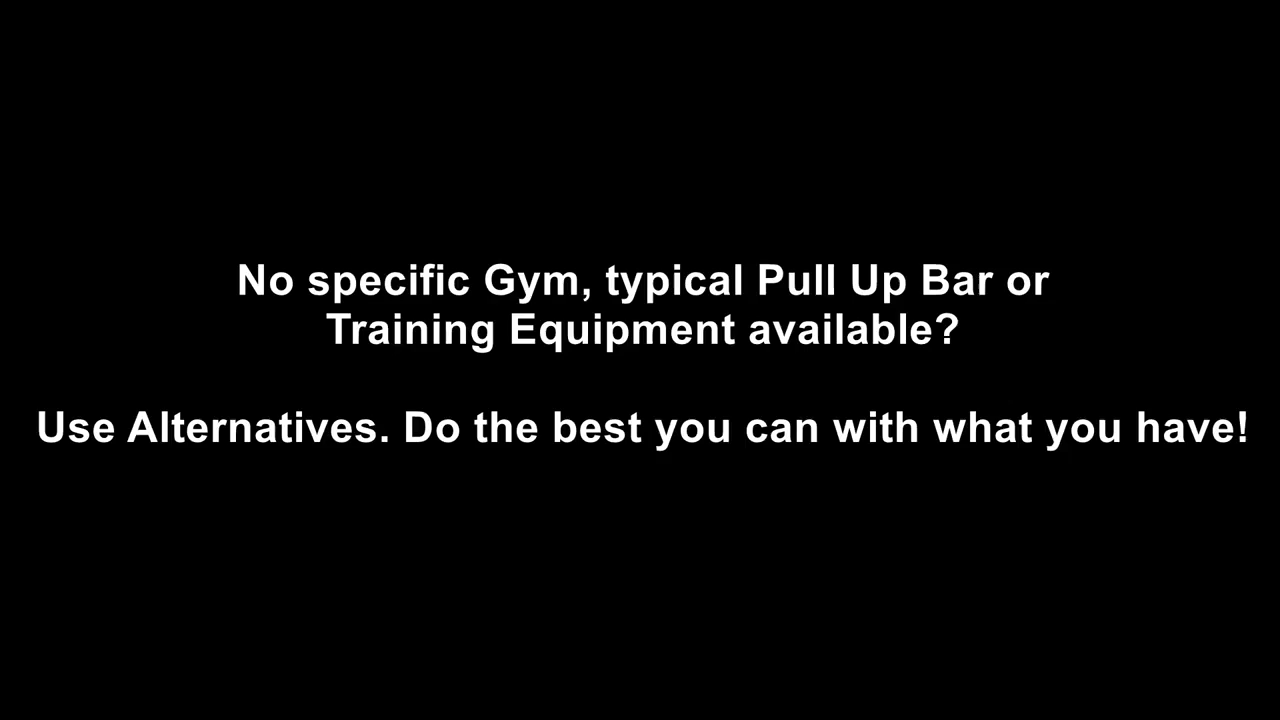 No specific Gym, typical Pull Up Bar or
Training Equipment available?
Use Alternatives. Do the best you can with what you have!